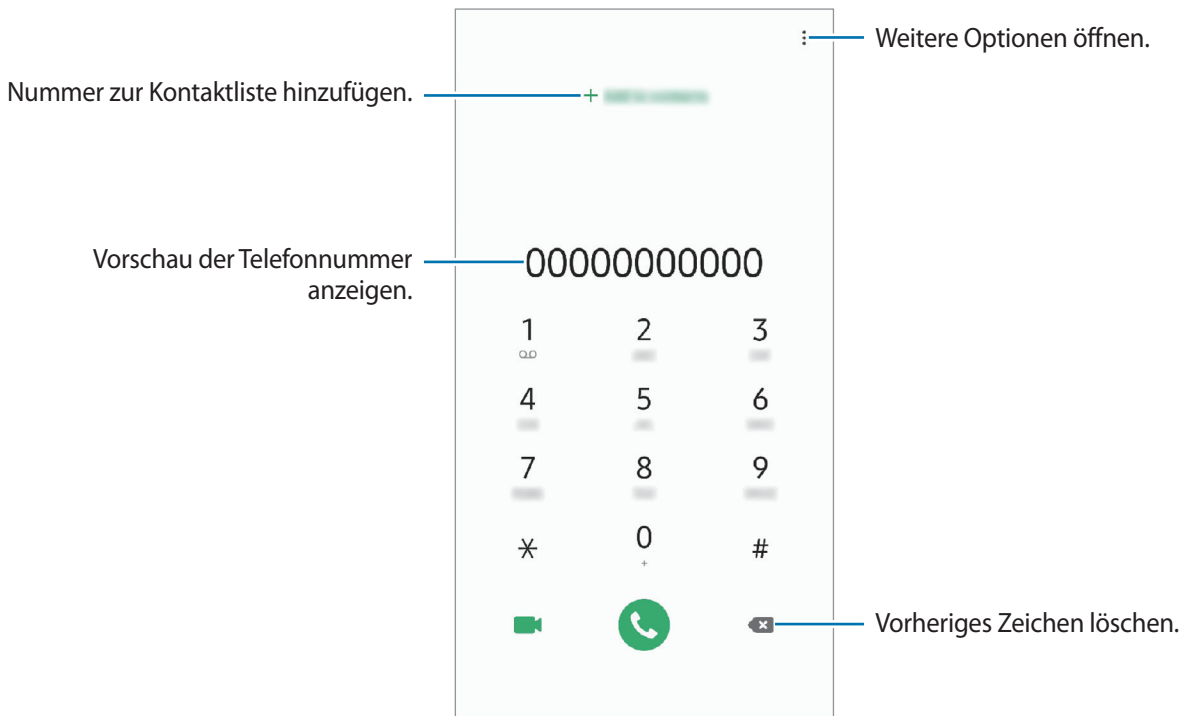 Weitere Optionen öffnen.
Nummer zur Kontaktliste hinzufügen.
Vorschau der Telefonnummer
anzeigen.
00000000000
1 2 3
4 5 6
7 8 9
* 0 #
+
Vorheriges Zeichen löschen.